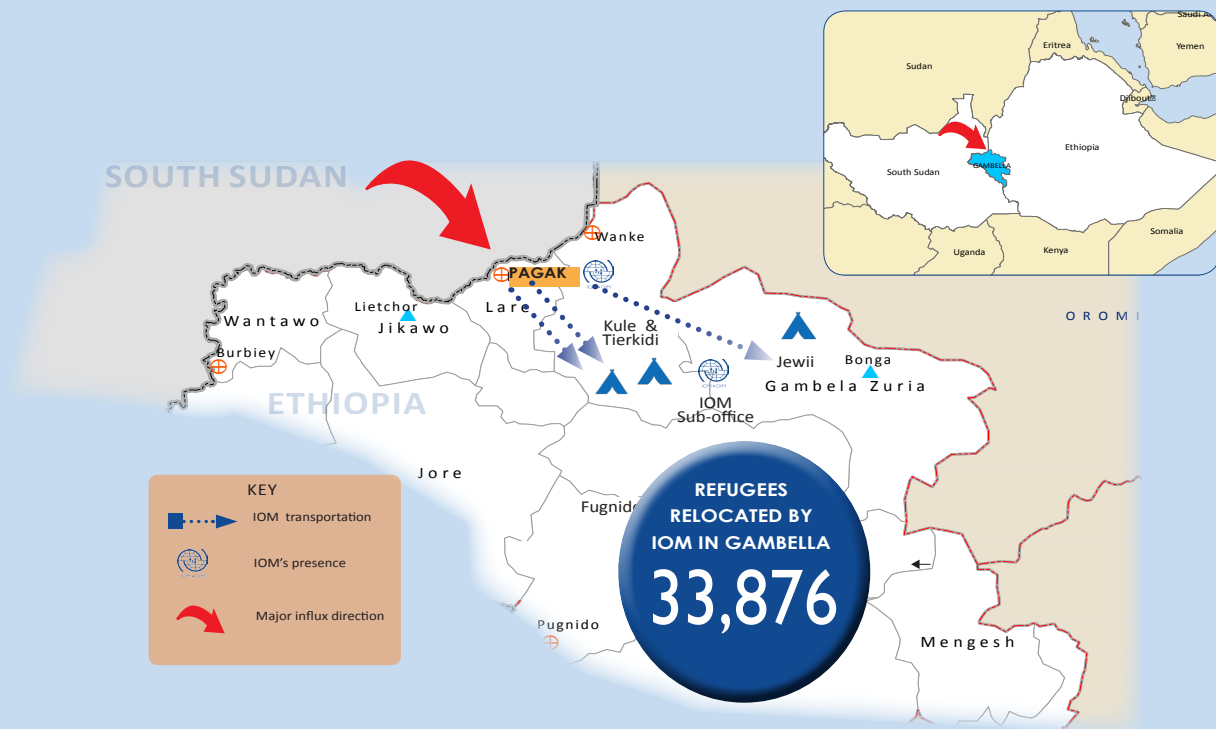 SOUTH SUDAN
Wanke
PAGAK
Lare
Lietchor
Jikawo
Wantawo
Burbiey
Kule &
Tierkidi
Jewii
Bonga
Gambela Zuria
IOM
Sub-office
OROMI
ETHIOPIA
Jore
Fugnido
Pugnido
Mengesh
REFUGEES
RELOCATED BY
IOM IN GAMBELLA
33,876
KEY
IOM transportation
IOM's presence
Major influx direction
Saudi A
Eritrea
Yemen
Sudan
Djibouti
Ethiopia
GAMBELLA
South Sudan
Somalia
Uganda
Kenya